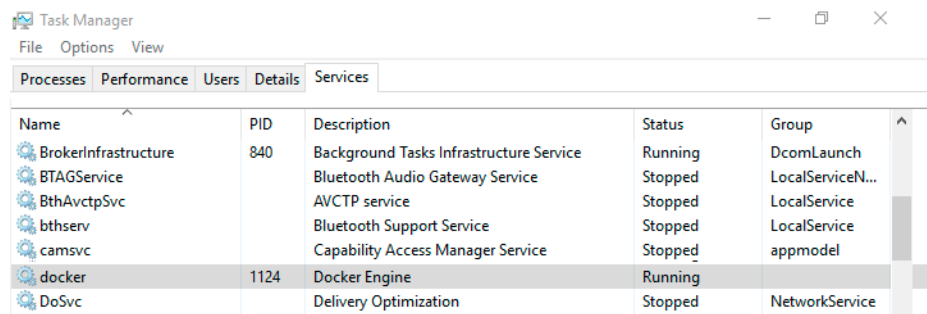 Task Manager
File Options View
Processes Performance Users Details Services
Name PID Description Status Group
BrokerInfrastructure 840 Background Tasks Infrastructure Service Running DcomLaunch
BTAGService Bluetooth Audio Gateway Service Stopped LocalServiceN...
BthAvctpSvc AVCTP service Stopped LocalService
bthserv Bluetooth Support Service Stopped LocalService
camsvc Capability Access Manager Service Stopped appmodel
docker 1124 Docker Engine Running
DoSvc Delivery Optimization Stopped NetworkService